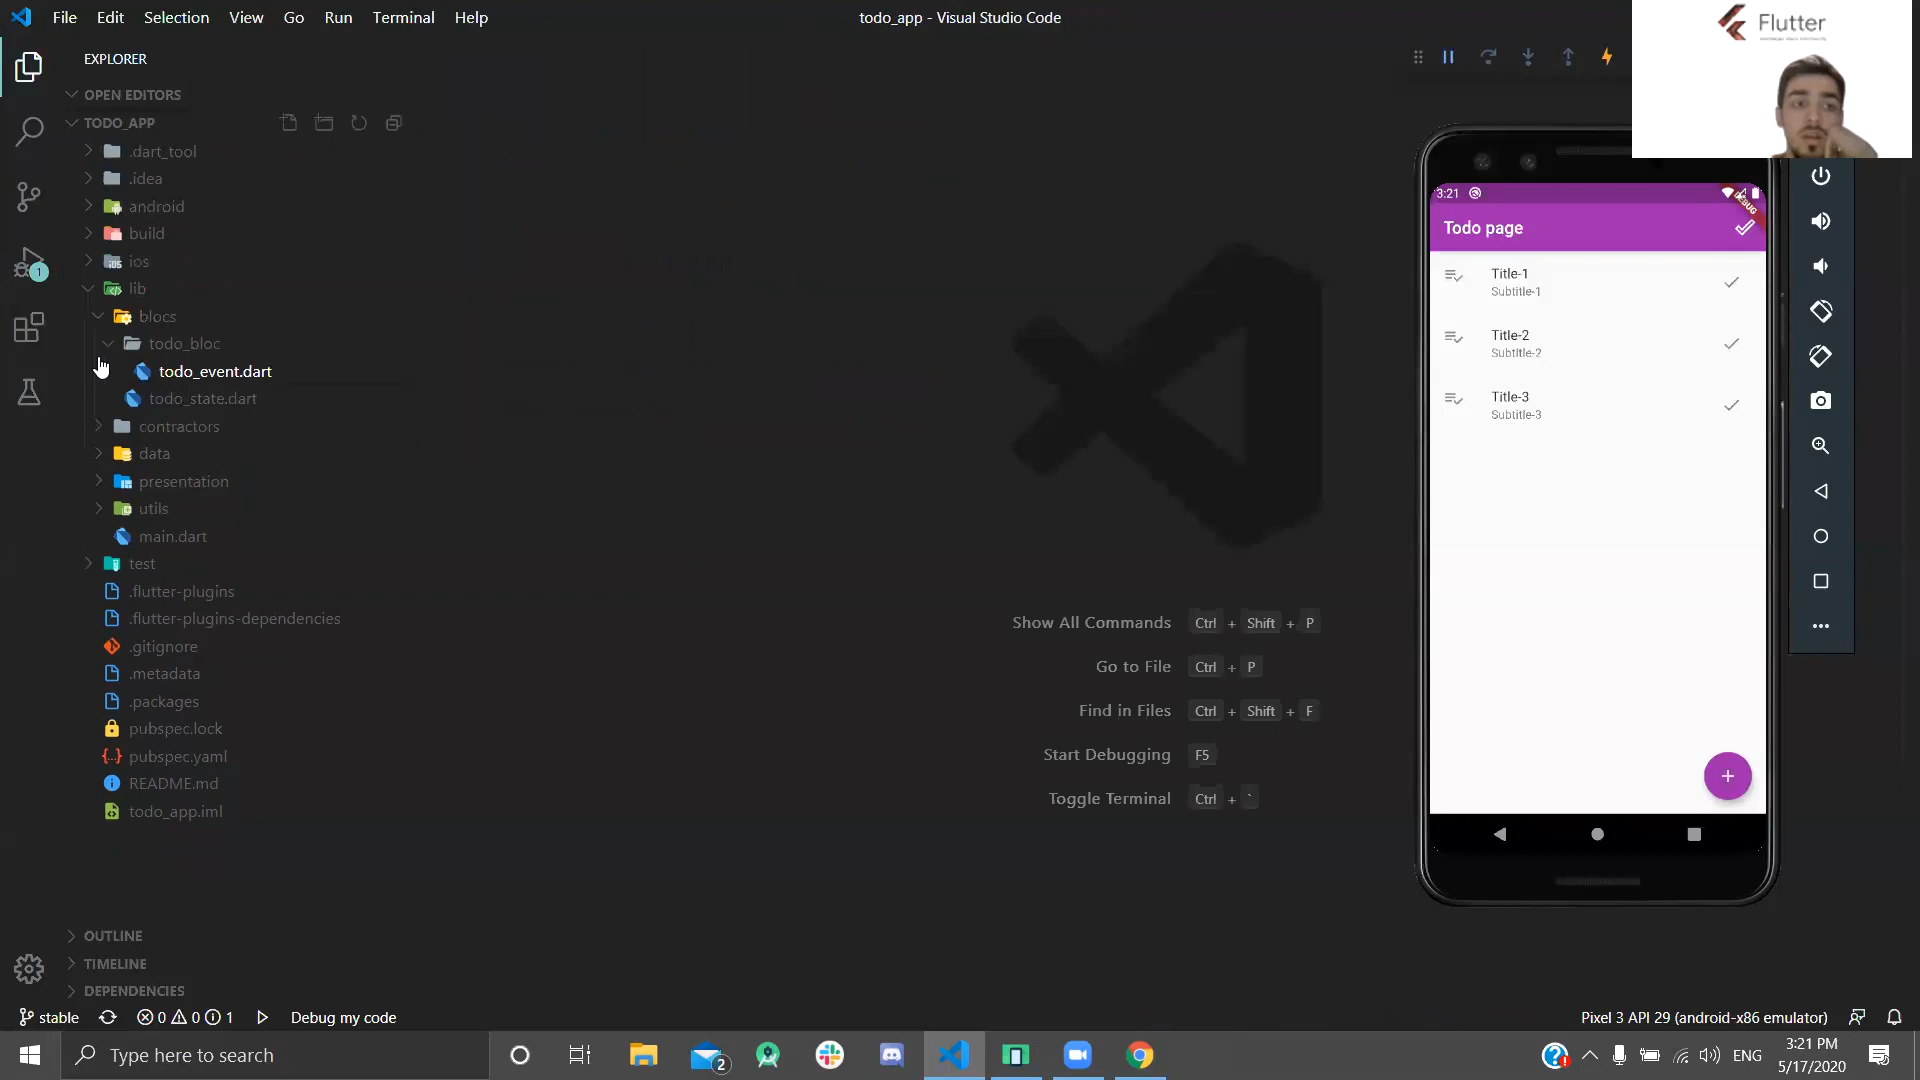 File Edit Selection View Go Run Terminal Help
todo_app - Visual Studio Code
Flutter
EXPLORER
OPEN EDITORS
TODO_APP
.dart_tool
.idea
android
build
ios
lib
blocs
todo_bloc
todo_event.dart
todo_state.dart
contractors
data
presentation
utils
main.dart
test
.flutter-plugins
.flutter-plugins-dependencies
.gitignore
.metadata
.packages
pubspec.lock
pubspec.yaml
README.md
todo_app.iml
OUTLINE
TIMELINE
DEPENDENCIES
1
Show All Commands Ctrl + Shift + P
Go to File Ctrl + P
Find in Files Ctrl + Shift + F
Start Debugging F5
Toggle Terminal Ctrl + `
3:21
DEBUG
Todo page
Title-1
Subtitle-1
Title-2
Subtitle-2
Title-3
Subtitle-3
stable 0 0 1 Debug my code
Pixel 3 API 29 (android-x86 emulator)
Type here to search
2
ENG
3:21 PM
5/17/2020